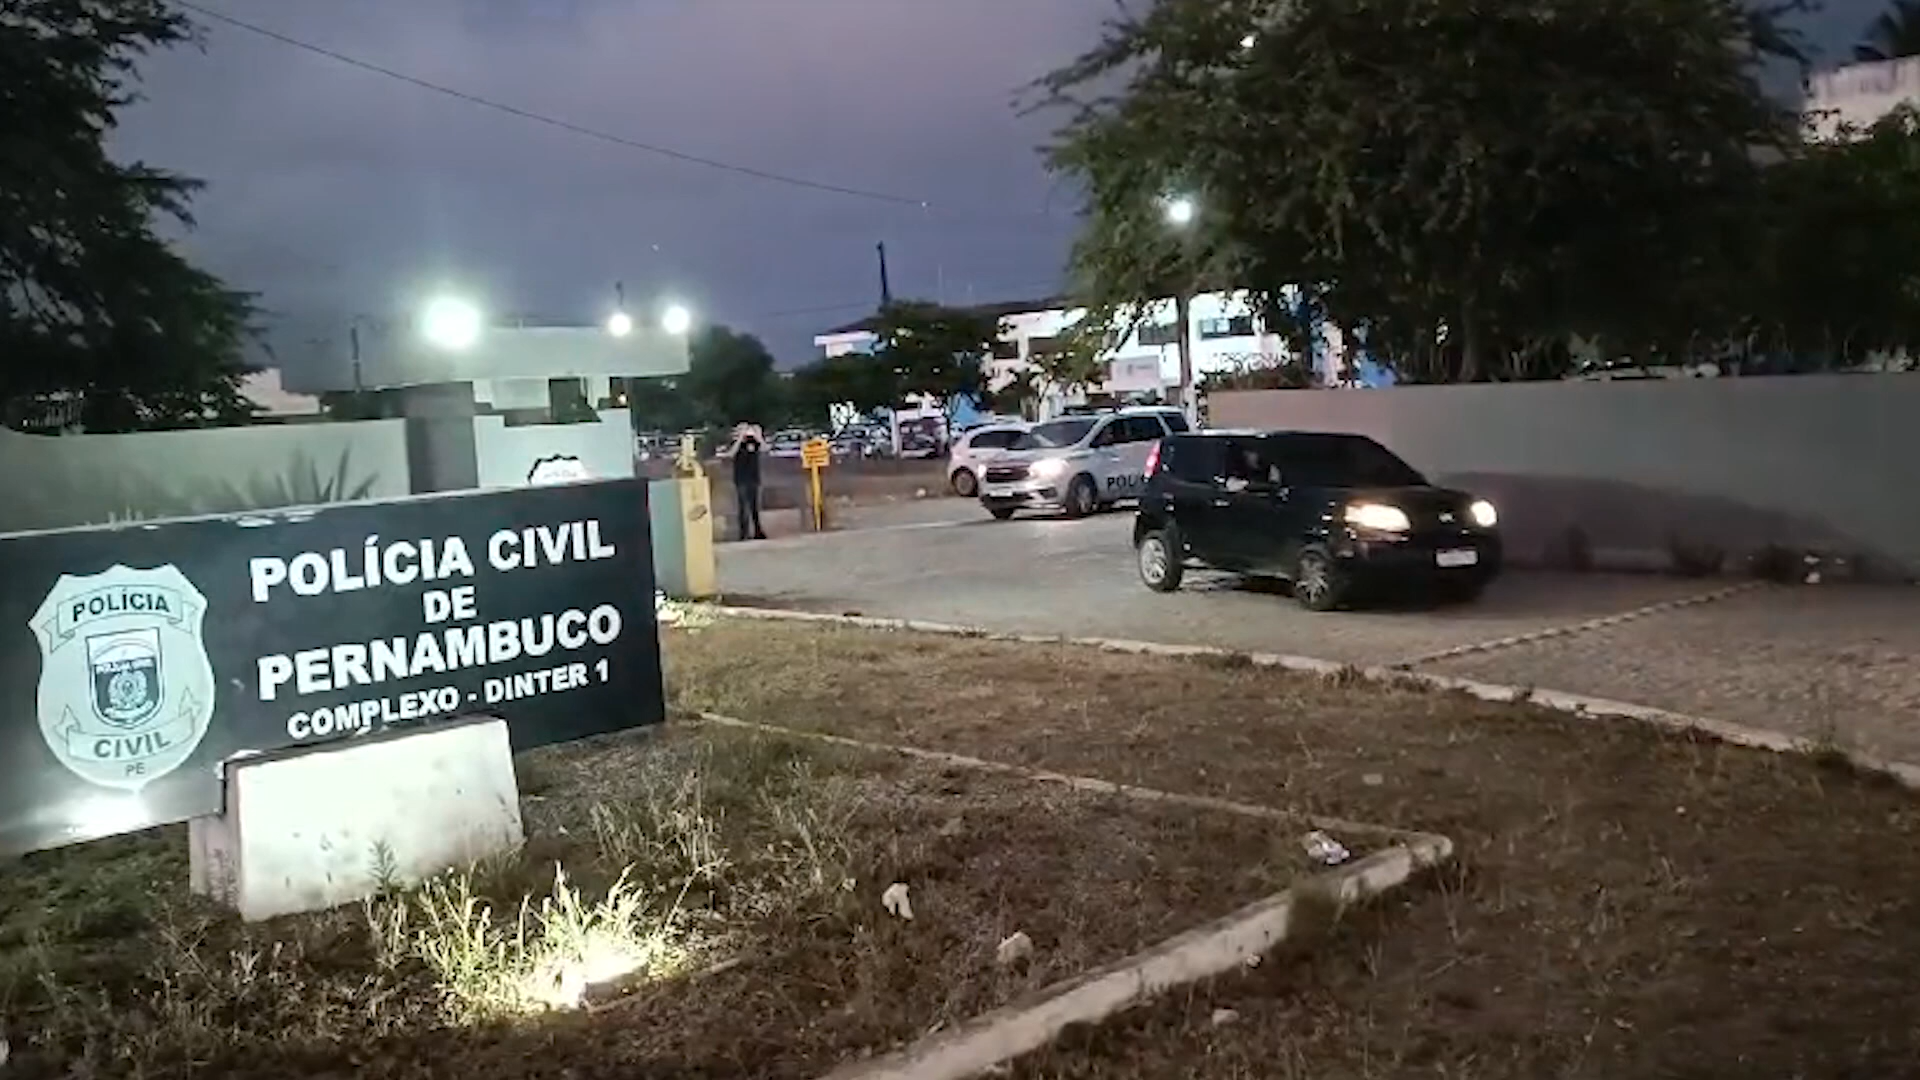 POLÍCIA CIVIL
DE
PERNAMBUCO
COMPLEXO - DINTER 1
POLÍCIA
CIVIL
PE